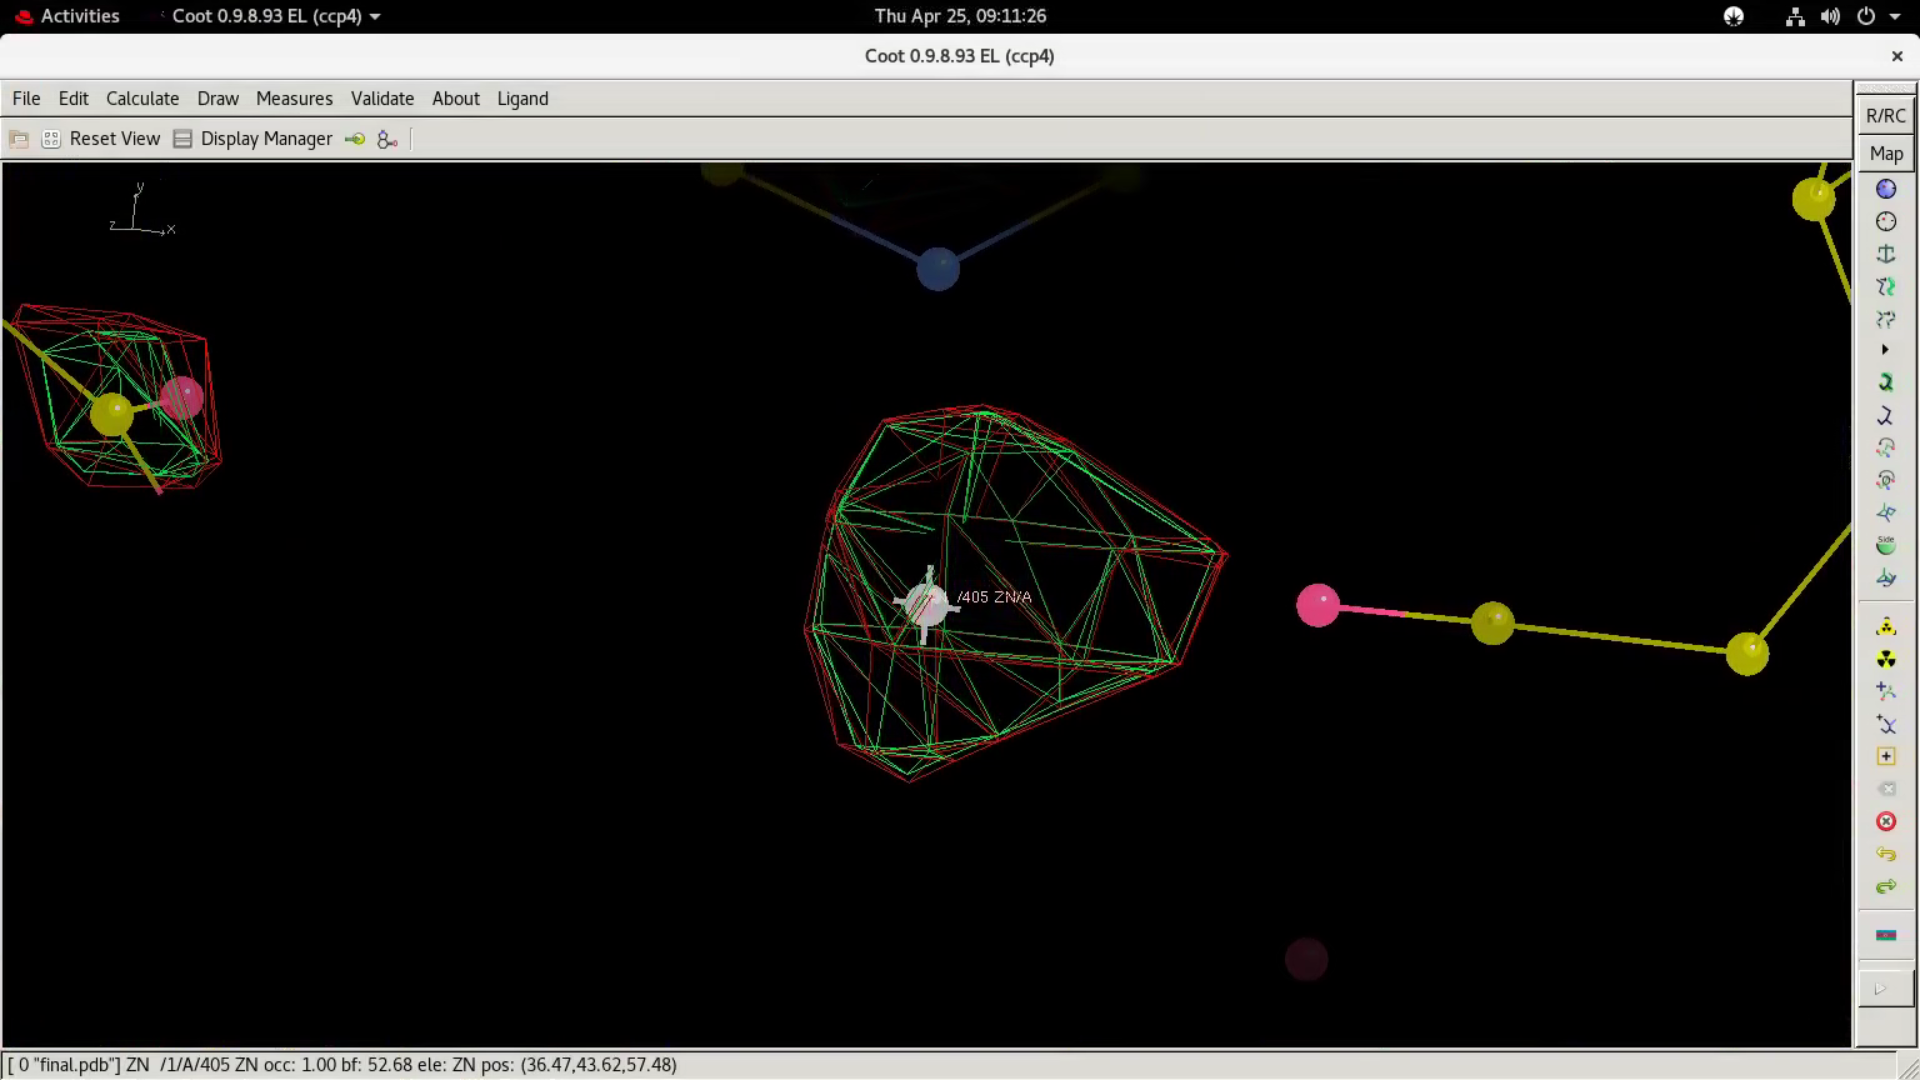 Activities
Coot 0.9.8.93 EL (ccp4)
Thu Apr 25, 09:11:26
Coot 0.9.8.93 EL (ccp4)
File Edit Calculate Draw Measures Validate About Ligand
R/RC
Reset View Display Manager
Map
y
z x
Side
/405 ZN/A
[ 0 "final.pdb"] ZN /1/A/405 ZN occ: 1.00 bf: 52.68 ele: ZN pos: (36.47,43.62,57.48)